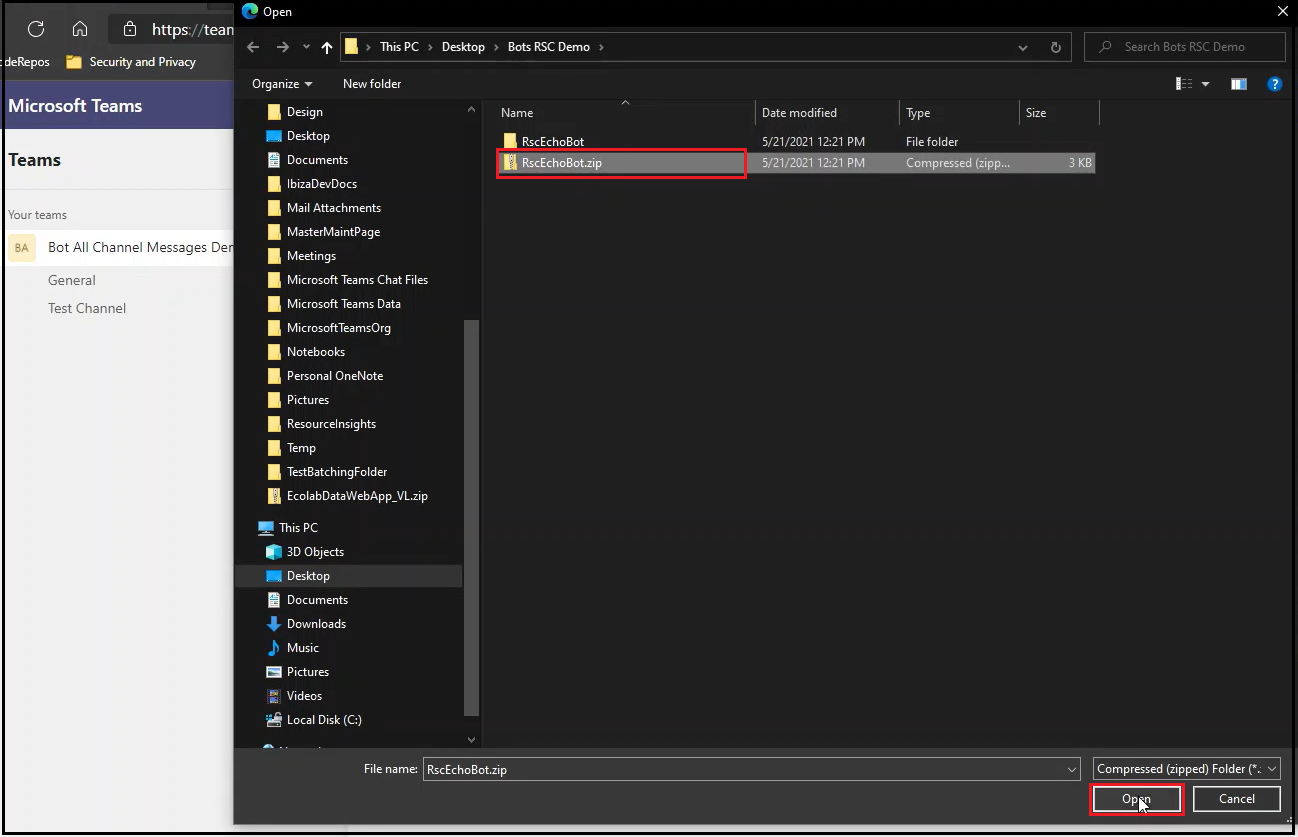 Open
https://team
deRepos
Security and Privacy
Microsoft Teams
Teams
Your teams
BA
Bot All Channel Messages Den
General
Test Channel
This PC
Desktop
Bots RSC Demo
Search Bots RSC Demo
Organize
New folder
Design
Desktop
Documents
IbizaDevDocs
Mail Attachments
MasterMaintPage
Meetings
Microsoft Teams Chat Files
Microsoft Teams Data
MicrosoftTeamsOrg
Notebooks
Personal OneNote
Pictures
ResourceInsights
Temp
TestBatchingFolder
EcolabDataWebApp_VL.zip
This PC
3D Objects
Desktop
Documents
Downloads
Music
Pictures
Videos
Local Disk (C:)
Name Date modified Type Size
RscEchoBot 5/21/2021 12:21 PM File folder
RscEchoBot.zip 5/21/2021 12:21 PM Compressed (zipp... 3 KB
File name: RscEchoBot.zip
Compressed (zipped) Folder (*.
Open
Cancel